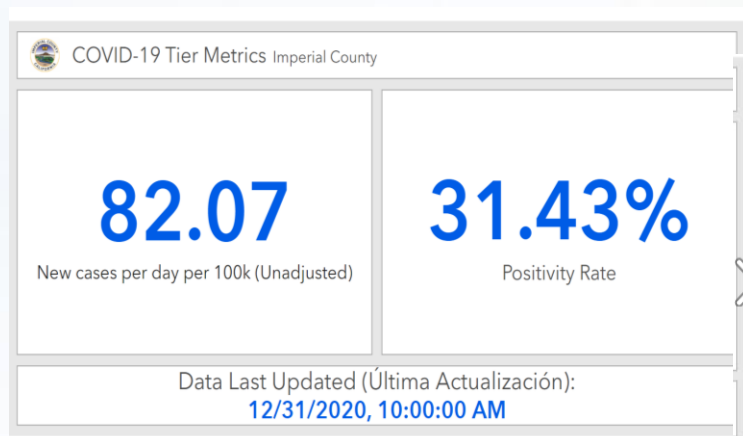 COVID-19 Tier Metrics Imperial County
82.07
New cases per day per 100k (Unadjusted)
31.43%
Positivity Rate
Data Last Updated (Última Actualización):
12/31/2020, 10:00:00 AM